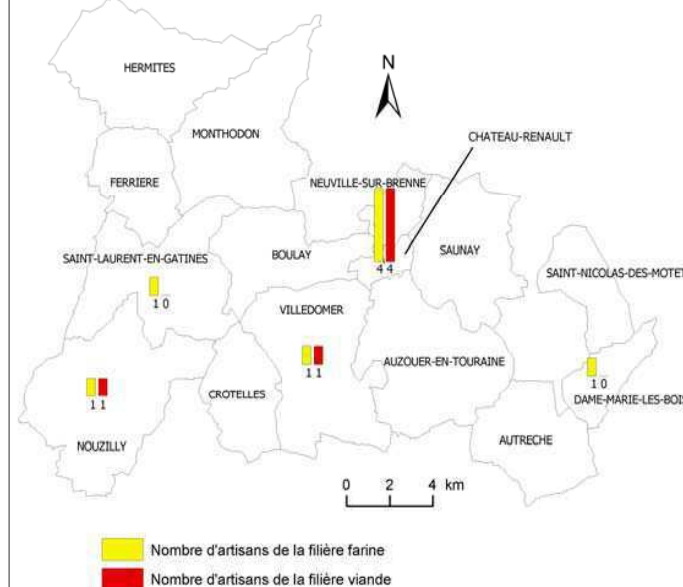 HERMITES
N
MONTHODON
CHATEAU-RENAULT
FERRIERE
NEUVILLE-SUR-BRENNE
SAINT-LAURENT-EN-GATINES
BOULAY
SAUNAY
4 4
SAINT-NICOLAS-DES-MOTET
1 0
VILLEDOMER
1 1
AUZOUER-EN-TOURAINE
1 0
1 1
CROTELLES
DAME-MARIE-LES-BOIS
NOUZILLY
AUTRECHE
0 2 4 km
Nombre d'artisans de la filière farine
Nombre d'artisans de la filière viande